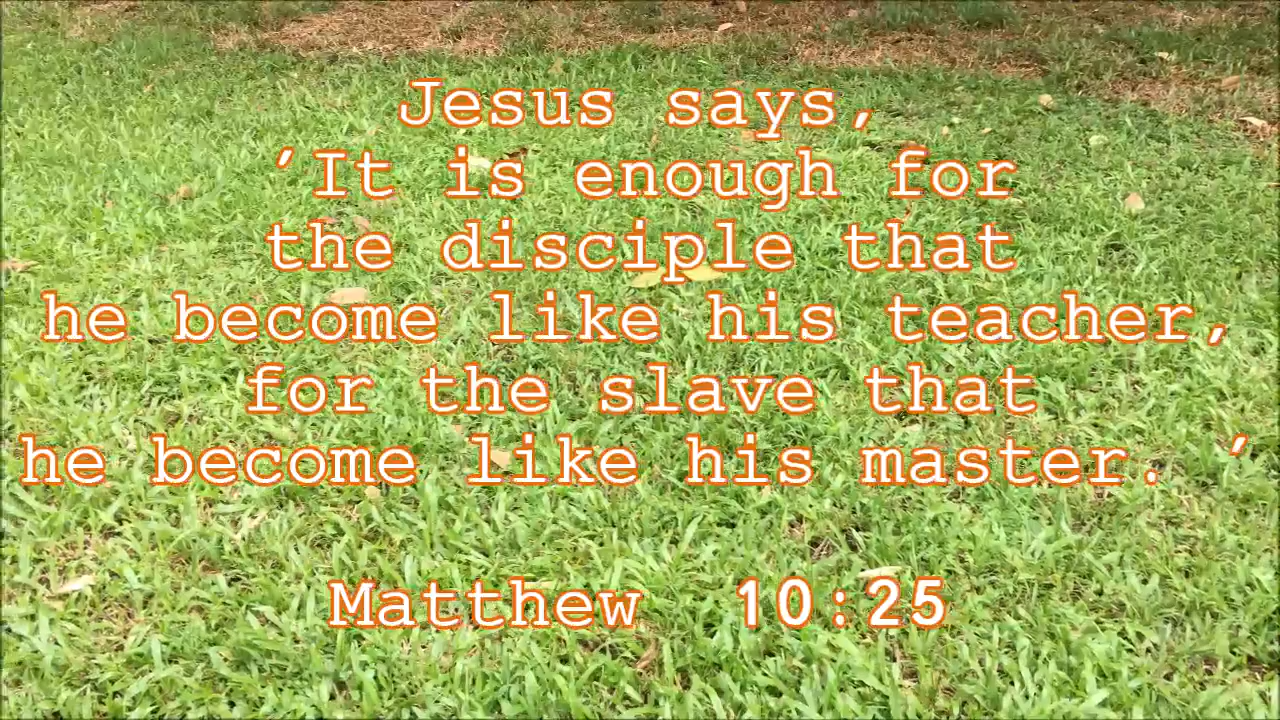 Jesus says,
'It is enough for
the disciple that
he become like his teacher,
for the slave that
he become like his master.'
Matthew 10:25